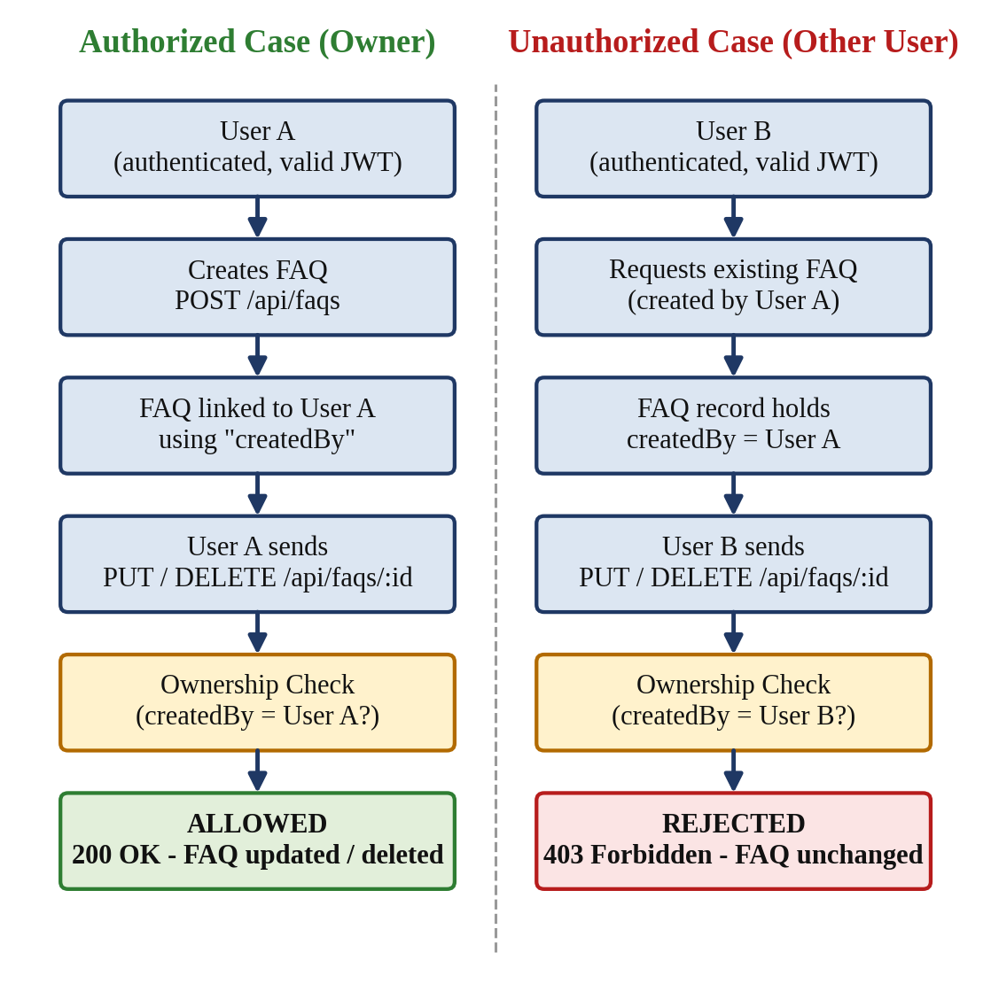 Authorized Case (Owner)
User A
(authenticated, valid JWT)
Creates FAQ
POST /api/faqs
FAQ linked to User A
using "createdBy"
User A sends
PUT / DELETE /api/faqs/:id
Ownership Check
(createdBy = User A?)
ALLOWED
200 OK - FAQ updated / deleted
Unauthorized Case (Other User)
User B
(authenticated, valid JWT)
Requests existing FAQ
(created by User A)
FAQ record holds
createdBy = User A
User B sends
PUT / DELETE /api/faqs/:id
Ownership Check
(createdBy = User B?)
REJECTED
403 Forbidden - FAQ unchanged